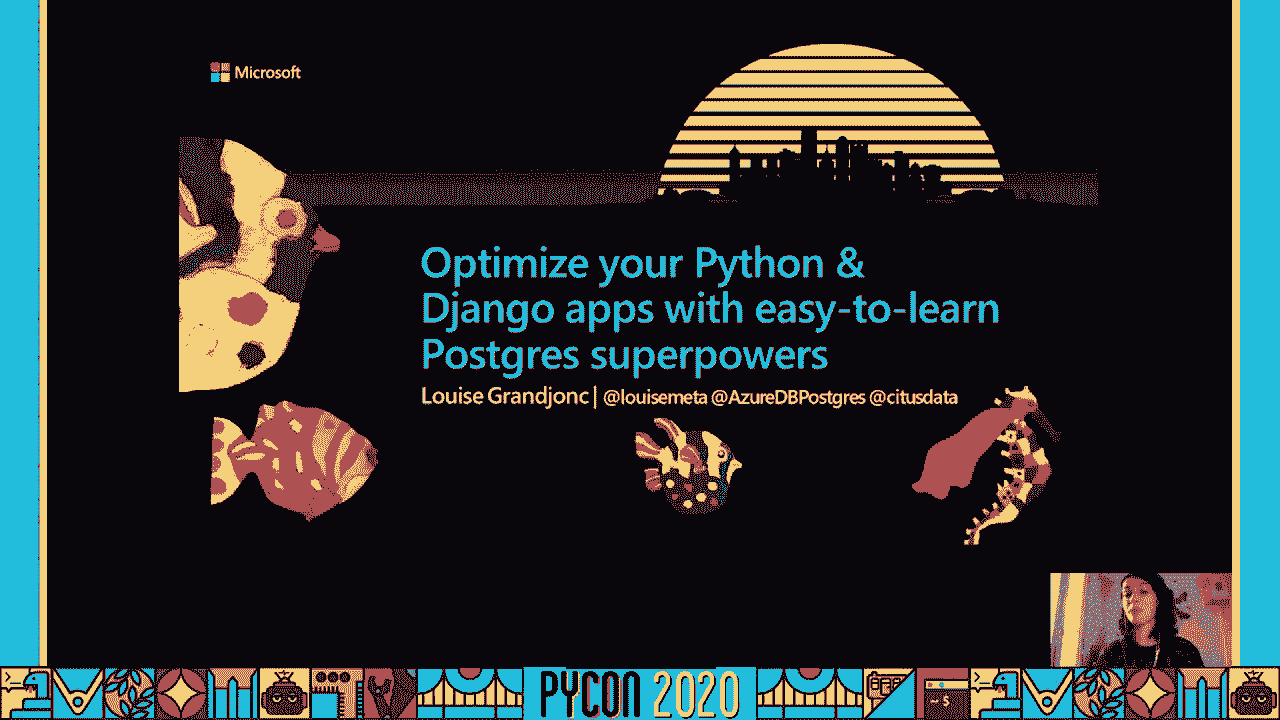 Microsoft
Optimize your Python &
Django apps with easy-to-learn
Postgres superpowers
Louise Grandjonc | @louisemeta @AzureDBPostgres @citusdata
PYCON 2020